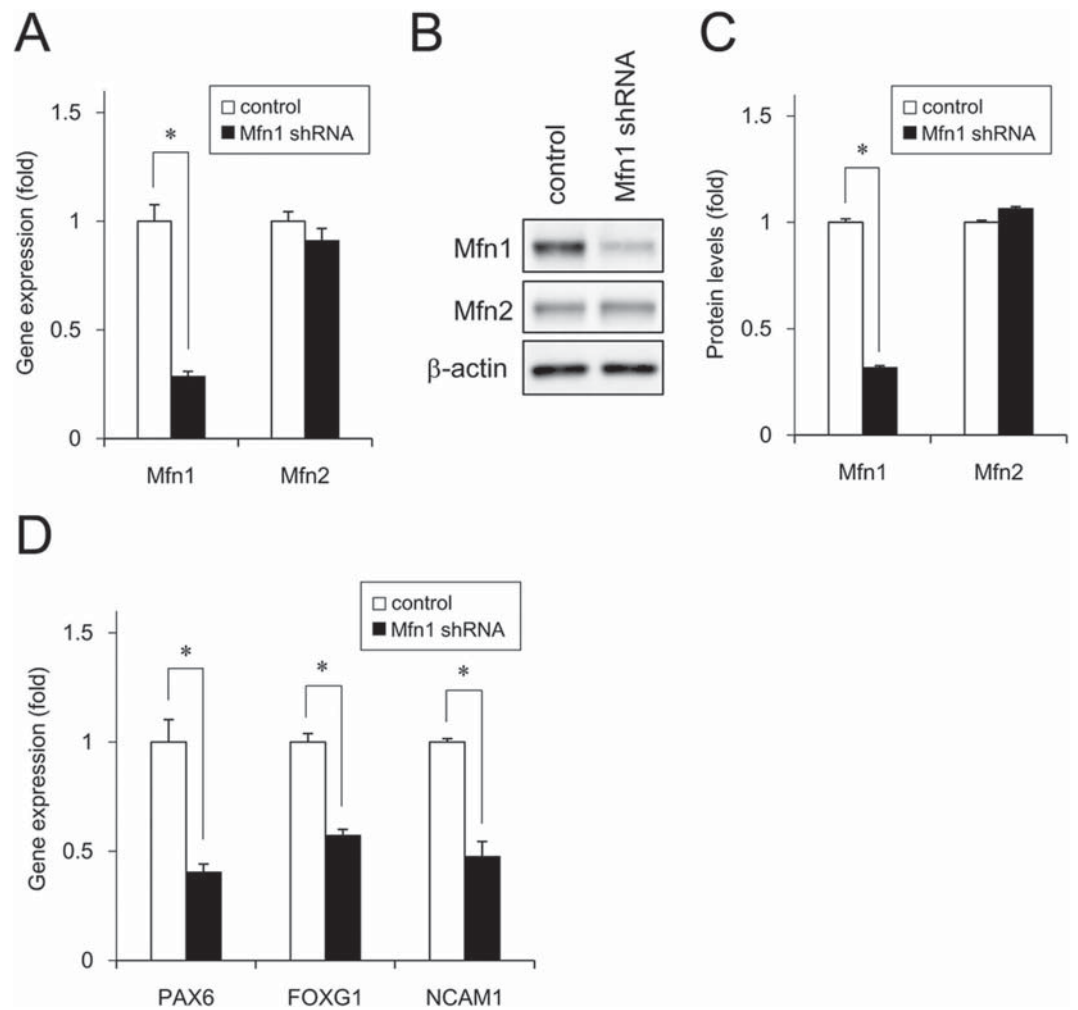 A
Gene expression (fold)
1.5
1
0.5
0
control
Mfn1 shRNA
*
Mfn1
Mfn2
B
control
Mfn1 shRNA
Mfn1
Mfn2
β-actin
C
Protein levels (fold)
1.5
1
0.5
0
control
Mfn1 shRNA
*
Mfn1
Mfn2
D
Gene expression (fold)
1.5
1
0.5
0
control
Mfn1 shRNA
*
*
*
PAX6
FOXG1
NCAM1